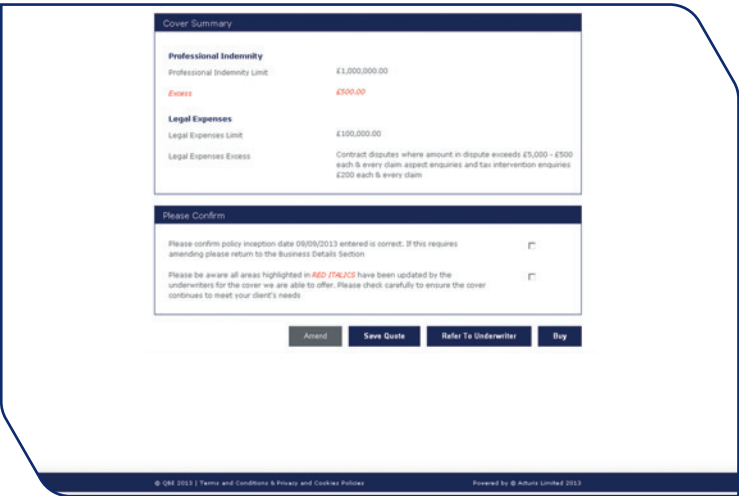 Cover Summary
Professional Indemnity
Professional Indemnity Limit £1,000,000.00
Excess £500.00
Legal Expenses
Legal Expenses Limit £100,000.00
Legal Expenses Excess Contract disputes where amount in dispute exceeds £5,000 - £500
each & every claim aspect enquiries and tax intervention enquiries
£200 each & every claim
Please Confirm
Please confirm policy inception date 09/09/2013 entered is correct. If this requires
amending please return to the Business Details Section
Please be aware all areas highlighted in RED ITALICS have been updated by the
underwriters for the cover we are able to offer. Please check carefully to ensure the cover
continues to meet your client's needs
Amend Save Quote Refer To Underwriter Buy
© QBE 2013 | Terms and Conditions & Privacy and Cookies Policies Powered by © Acturis Limited 2013